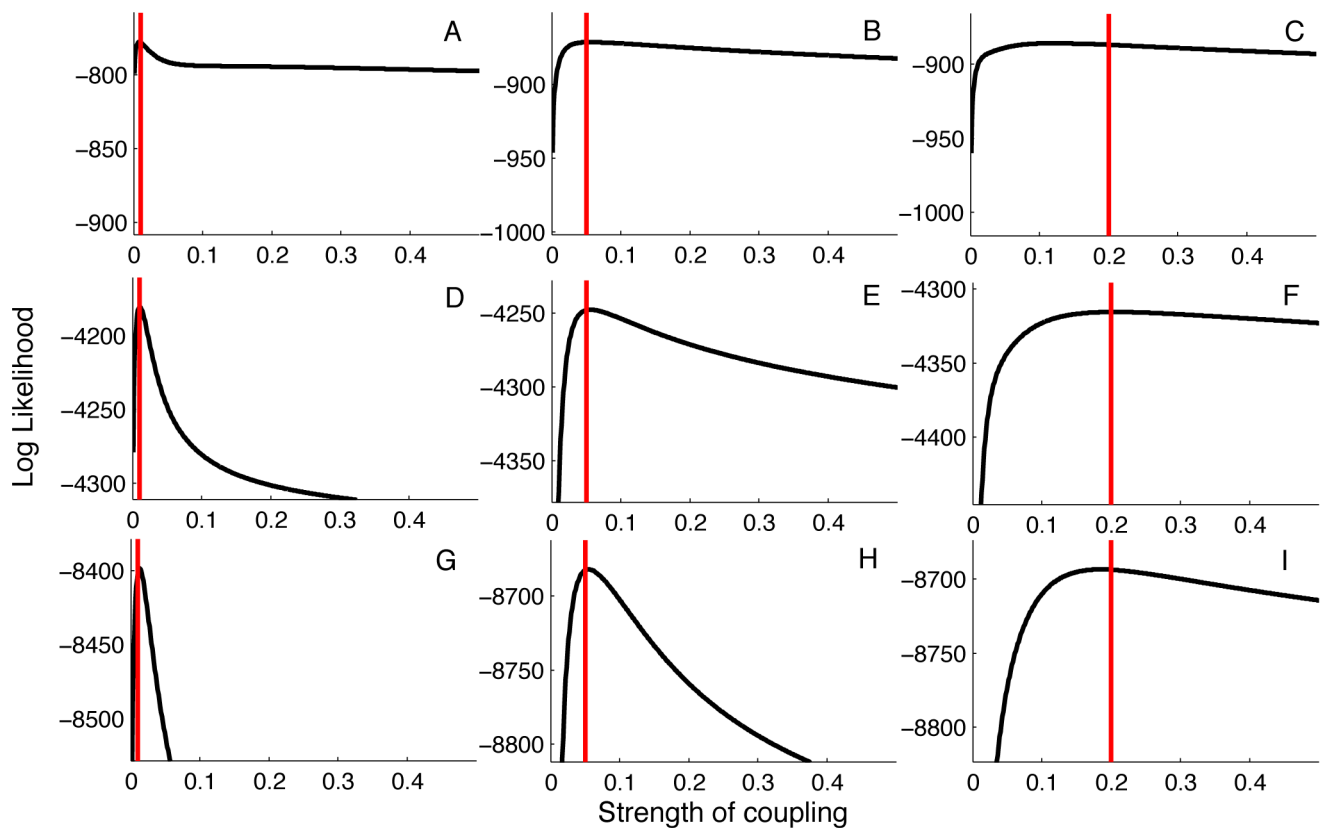 A
−800
−850
−900
0 0.1 0.2 0.3 0.4
B
−900
−950
−1000
0 0.1 0.2 0.3 0.4
C
−900
−950
−1000
0 0.1 0.2 0.3 0.4
Log Likelihood
D
−4200
−4250
−4300
0 0.1 0.2 0.3 0.4
E
−4250
−4300
−4350
0 0.1 0.2 0.3 0.4
F
−4300
−4350
−4400
0 0.1 0.2 0.3 0.4
G
−8400
−8450
−8500
0 0.1 0.2 0.3 0.4
H
−8700
−8750
−8800
0 0.1 0.2 0.3 0.4
I
−8700
−8750
−8800
0 0.1 0.2 0.3 0.4
Strength of coupling